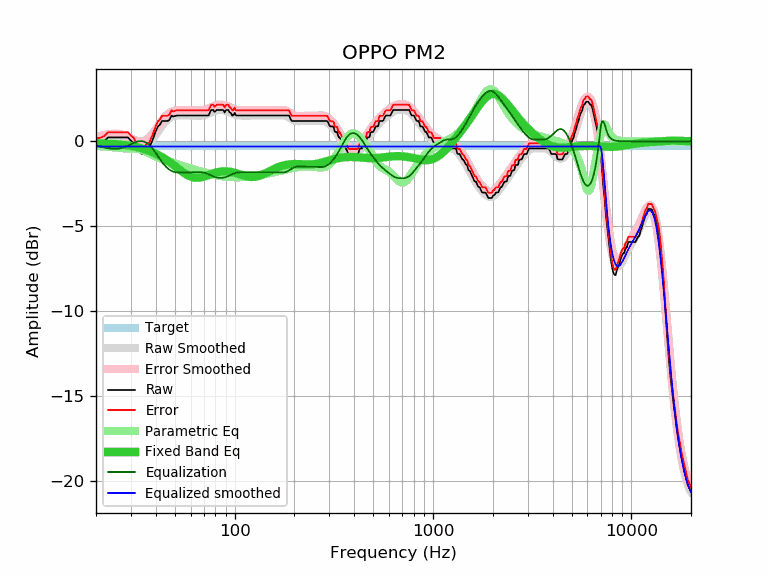 OPPO PM2
Amplitude (dBr)
0
−5
−10
−15
−20
Target
Raw Smoothed
Error Smoothed
Raw
Error
Parametric Eq
Fixed Band Eq
Equalization
Equalized smoothed
100 1000 10000
Frequency (Hz)